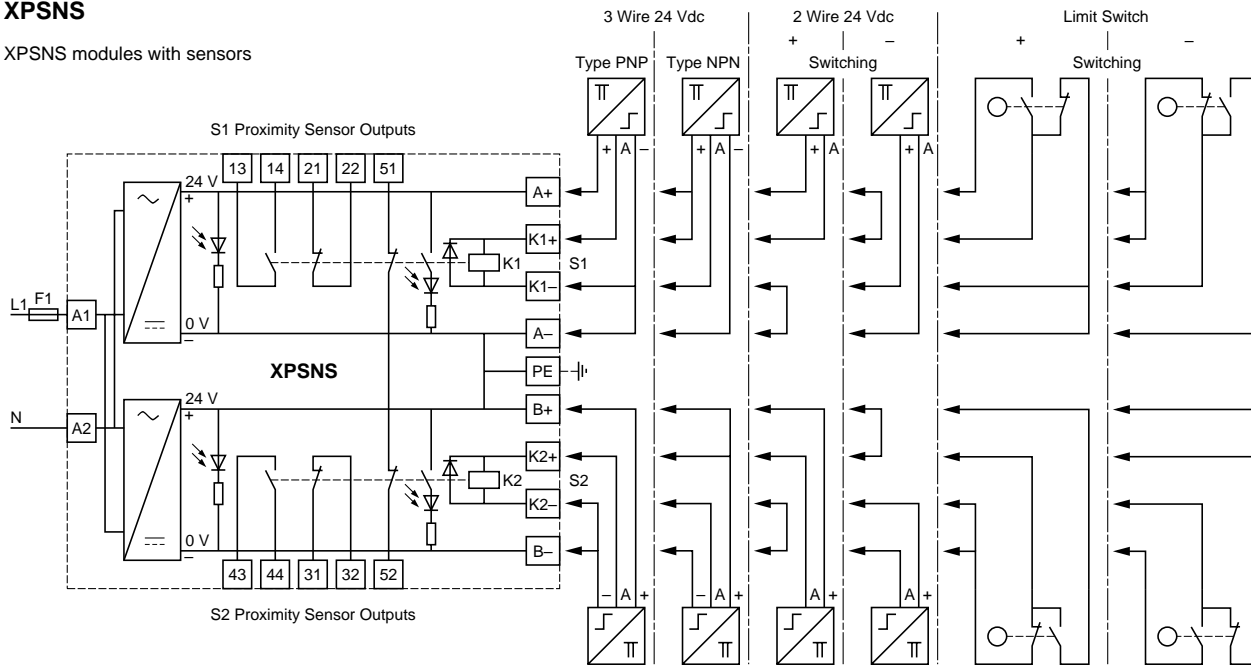 XPSNS
XPSNS modules with sensors
3 Wire 24 Vdc
2 Wire 24 Vdc
Limit Switch
+ –
+ –
Type PNP
Type NPN
Switching
Switching
+ A –
+ A –
+ A
+ A
S1 Proximity Sensor Outputs
13 14 21 22 51
24 V
+
A+
K1+
K1
S1
K1–
L1 F1 A1
0 V
–
A–
XPSNS
PE
24 V
+
B+
N
A2
K2+
K2
S2
K2–
0 V
–
B–
43 44 31 32 52
S2 Proximity Sensor Outputs
– A +
– A +
A +
A +